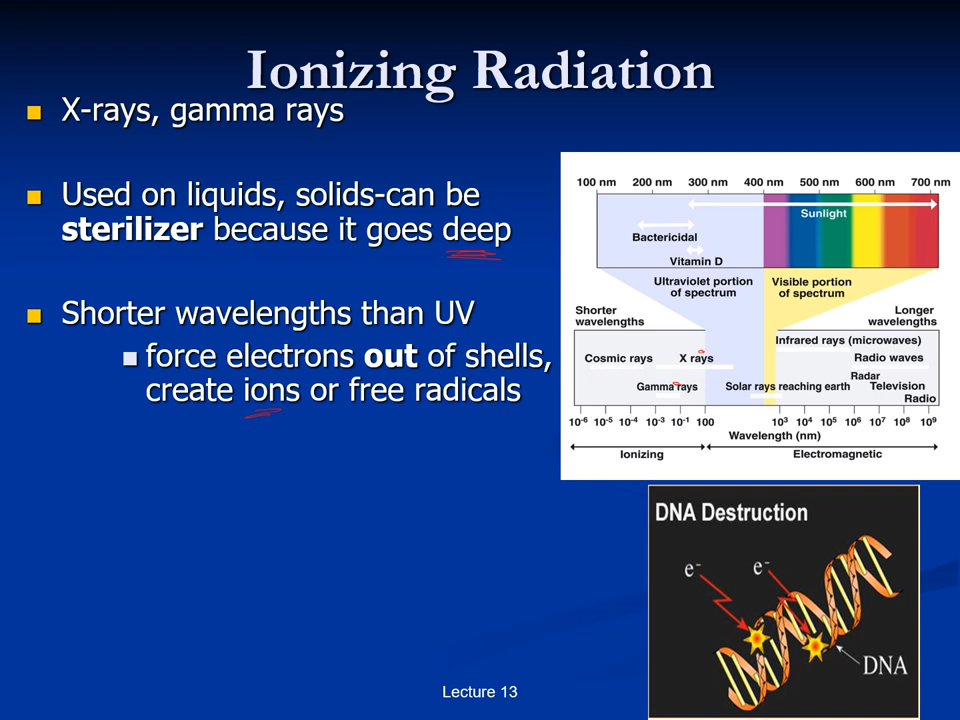 Ionizing Radiation
X-rays, gamma rays
Used on liquids, solids-can be
sterilizer because it goes deep
Shorter wavelengths than UV
force electrons out of shells,
create ions or free radicals
100 nm 200 nm 300 nm 400 nm 500 nm 600 nm 700 nm
Sunlight
Bactericidal
Vitamin D
Ultraviolet portion
of spectrum
Visible portion
of spectrum
Shorter
wavelengths
Longer
wavelengths
Infrared rays (microwaves)
Cosmic rays X rays Radio waves
Radar
Gamma rays Solar rays reaching earth Television
Radio
10⁻⁶ 10⁻⁵ 10⁻⁴ 10⁻³ 10⁻¹ 100 10³ 10⁴ 10⁵ 10⁶ 10⁷ 10⁸ 10⁹
Wavelength (nm)
Ionizing Electromagnetic
DNA Destruction
e⁻ e⁻
DNA
Lecture 13